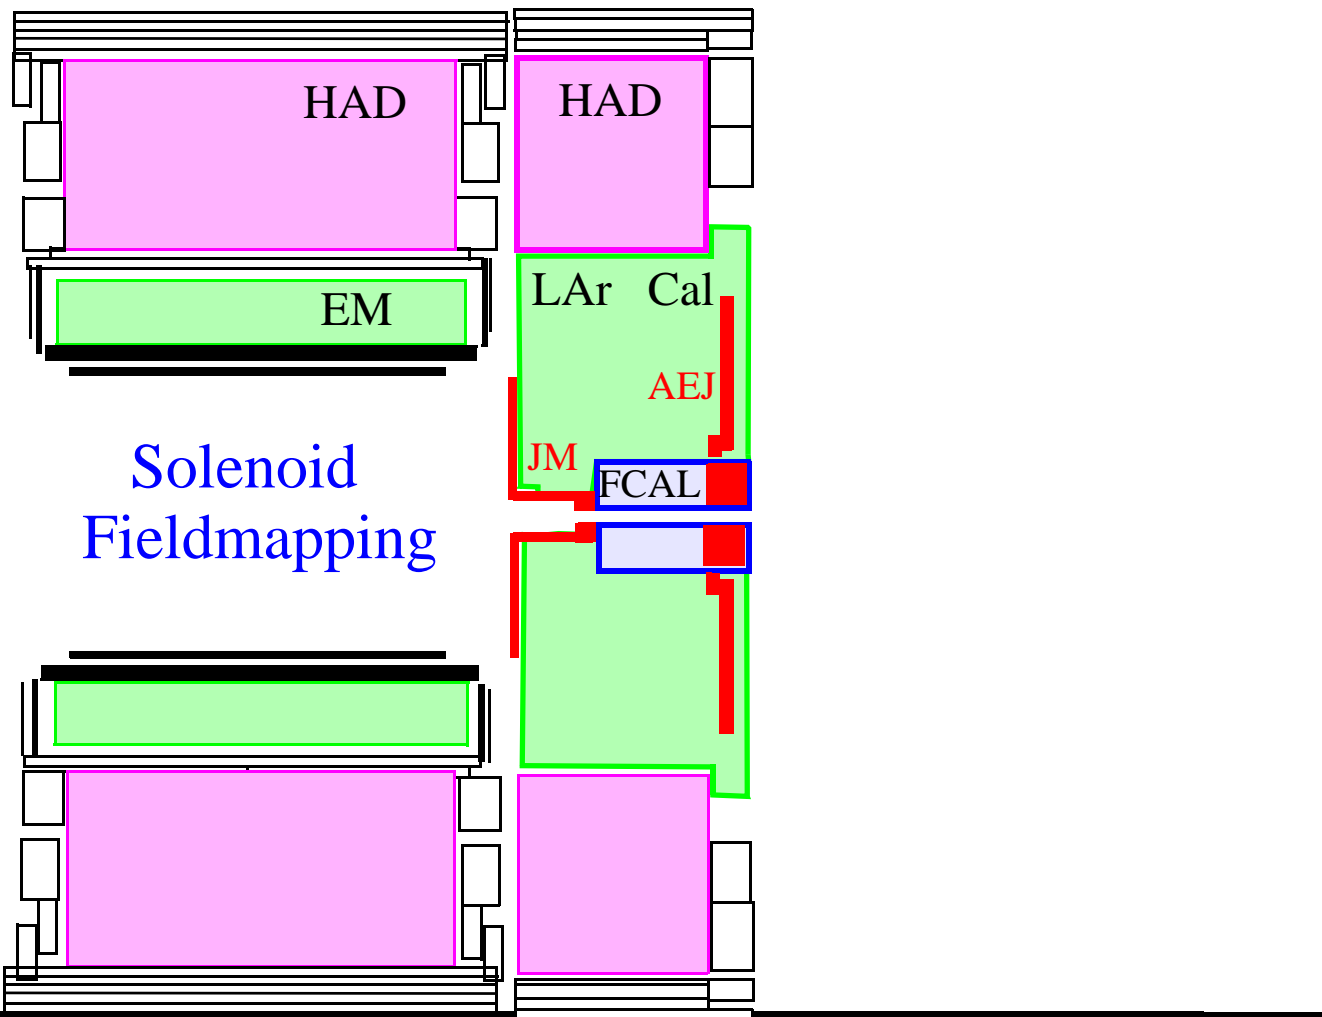 HAD
HAD
EM
LAr Cal
AEJ
JM
FCAL
Solenoid
Fieldmapping